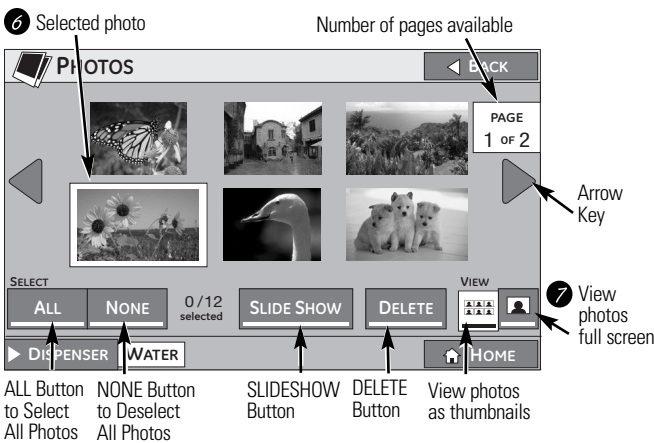 6 Selected photo
Number of pages available
PHOTOS
BACK
PAGE
1 OF 2
Arrow
Key
SELECT
VIEW
ALL
NONE
0/12
selected
SLIDE SHOW
DELETE
7 View
photos
full screen
DISPENSER
WATER
HOME
ALL Button
to Select
All Photos
NONE Button
to Deselect
All Photos
SLIDESHOW
Button
DELETE
Button
View photos
as thumbnails